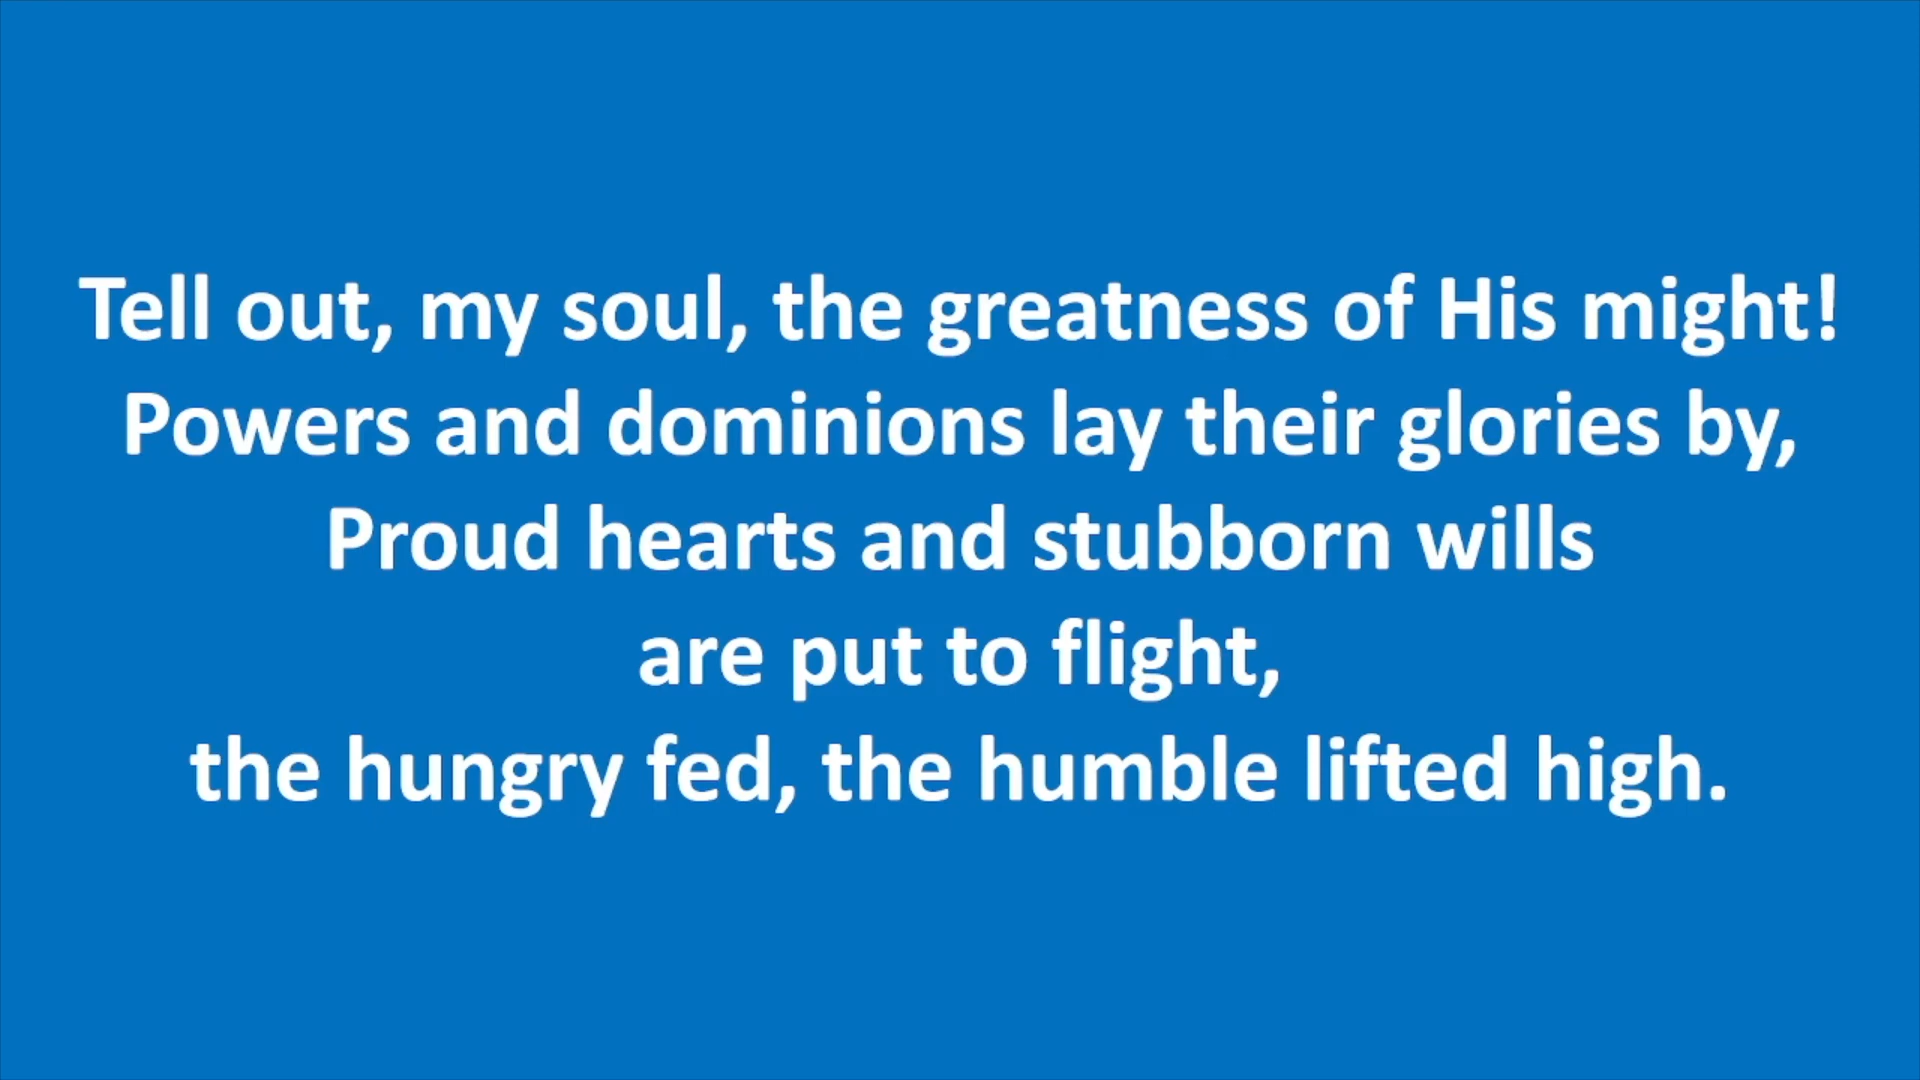 Tell out, my soul, the greatness of His might!
Powers and dominions lay their glories by,
Proud hearts and stubborn wills
are put to flight,
the hungry fed, the humble lifted high.